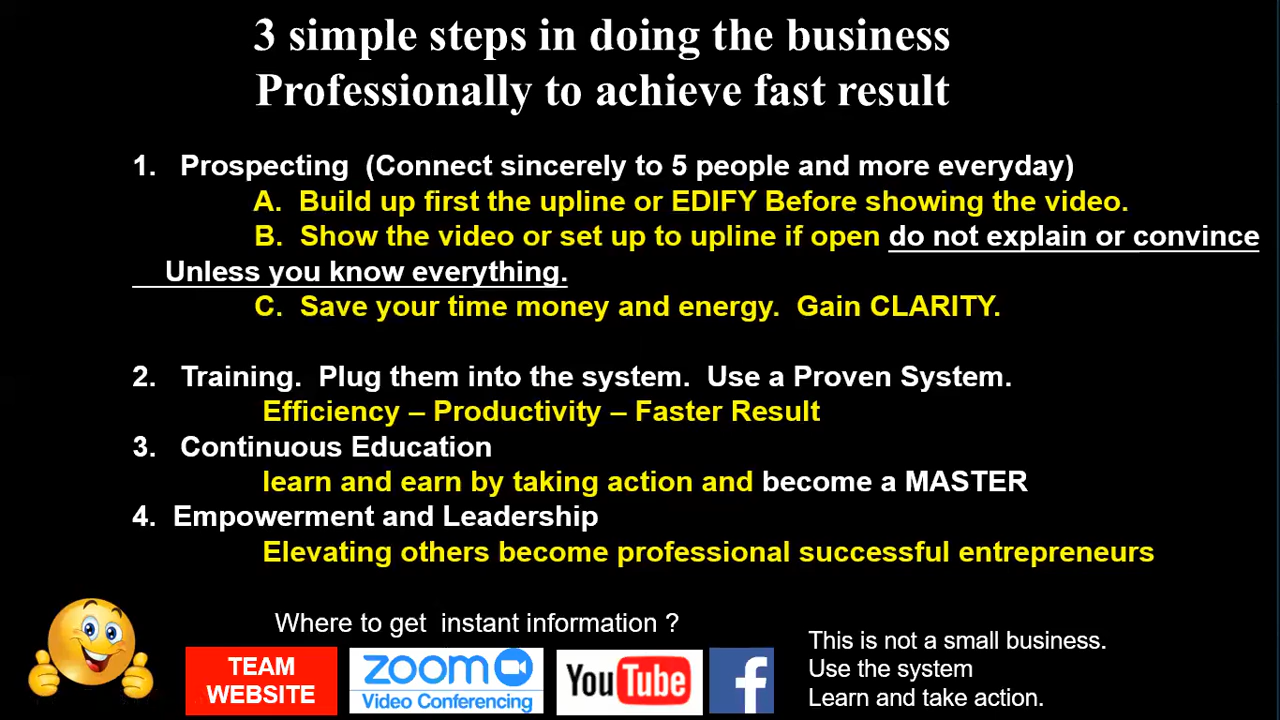 3 simple steps in doing the business
Professionally to achieve fast result
1. Prospecting (Connect sincerely to 5 people and more everyday)
A. Build up first the upline or EDIFY Before showing the video.
B. Show the video or set up to upline if open do not explain or convince
Unless you know everything.
C. Save your time money and energy. Gain CLARITY.
2. Training. Plug them into the system. Use a Proven System.
Efficiency – Productivity – Faster Result
3. Continuous Education
learn and earn by taking action and become a MASTER
4. Empowerment and Leadership
Elevating others become professional successful entrepreneurs
Where to get instant information ?
TEAM
WEBSITE
zoom
Video Conferencing
YouTube
f
This is not a small business.
Use the system
Learn and take action.